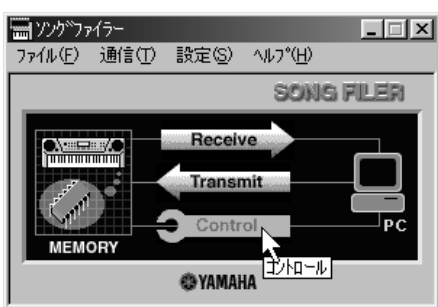 ソングファイラー
ファイル(F) 通信(T) 設定(S) ヘルプ(H)
SONG FILER
Receive
Transmit
Control
MEMORY
PC
コントロール
YAMAHA